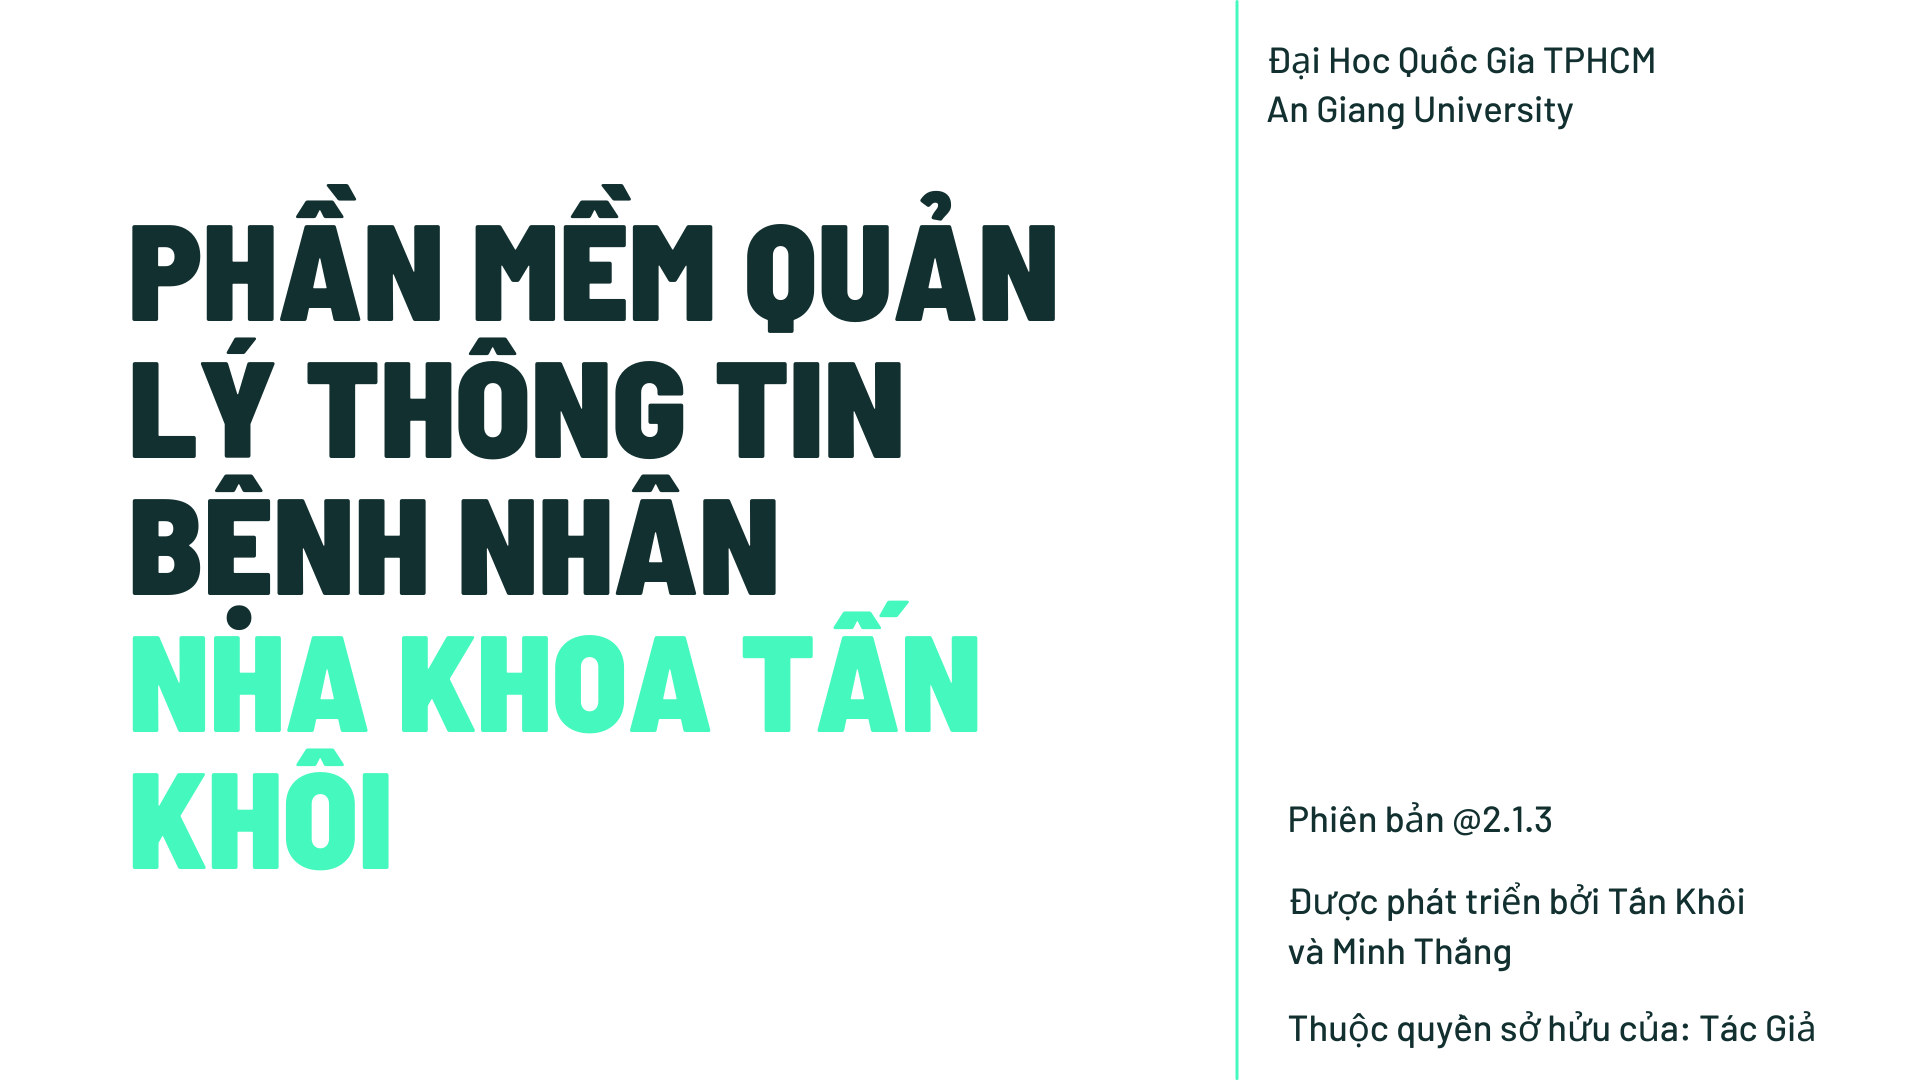 PHẦN MỀM QUẢN
LÝ THÔNG TIN
BỆNH NHÂN
NHA KHOA TẤN
KHÔI
Đại Hoc Quốc Gia TPHCM
An Giang University
Phiên bản @2.1.3
Được phát triển bởi Tấn Khôi
và Minh Thắng
Thuộc quyền sở hửu của: Tác Giả